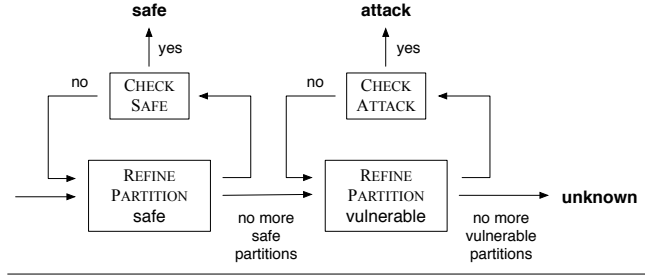 safe
attack
yes
yes
no
CHECK
SAFE
no
CHECK
ATTACK
REFINE
PARTITION
safe
REFINE
PARTITION
vulnerable
unknown
no more
safe
partitions
no more
vulnerable
partitions